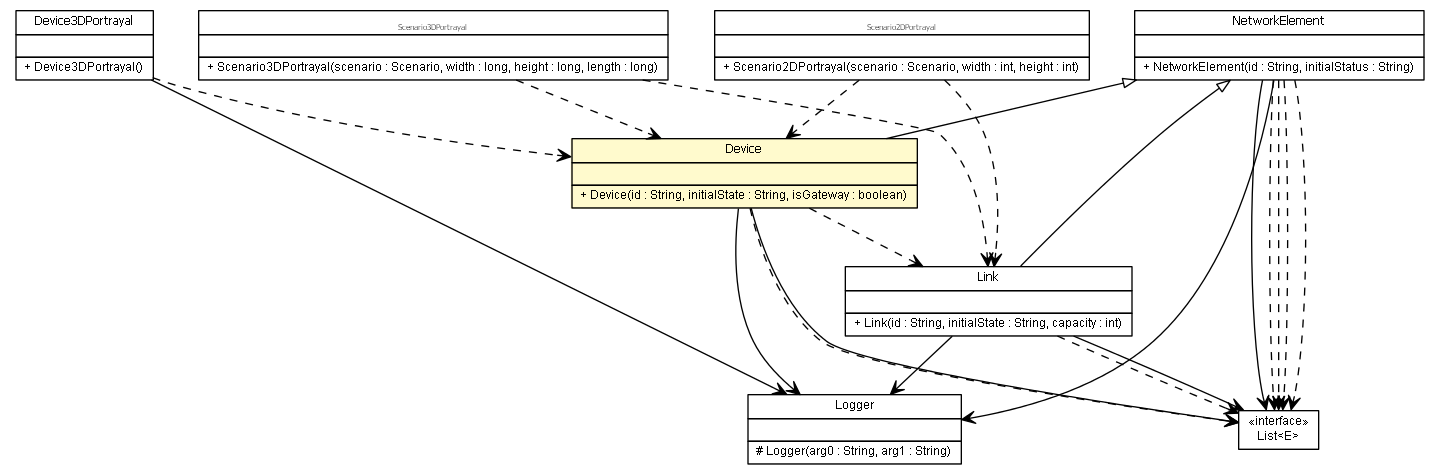 Device3DPortrayal
+ Device3DPortrayal()
Scenario3DPortrayal
+ Scenario3DPortrayal(scenario : Scenario, width : long, height : long, length : long)
Scenario2DPortrayal
+ Scenario2DPortrayal(scenario : Scenario, width : int, height : int)
NetworkElement
+ NetworkElement(id : String, initialStatus : String)
Device
+ Device(id : String, initialState : String, isGateway : boolean)
Link
+ Link(id : String, initialState : String, capacity : int)
Logger
# Logger(arg0 : String, arg1 : String)
«interface»
List<E>